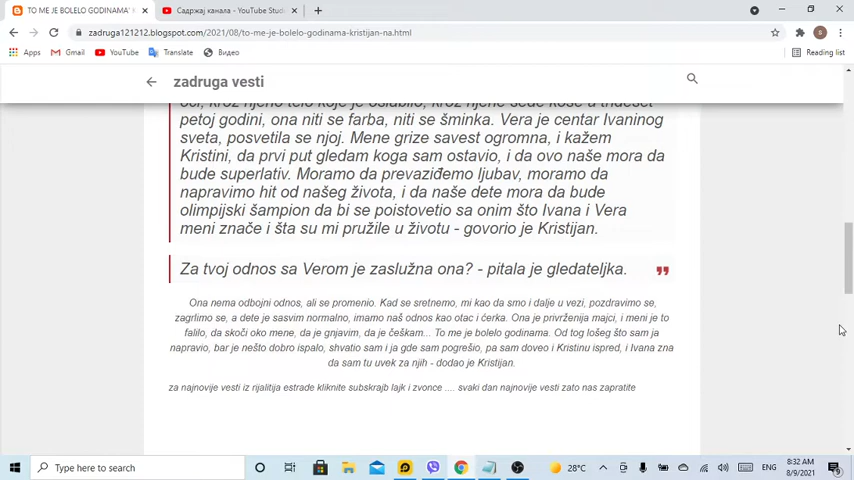 TO ME JE BOLELO GODINAMA' K
Садржај канала - YouTube Studi
zadruga121212.blogspot.com/2021/08/to-me-je-bolelo-godinama-kristijan-na.html
Apps Gmail YouTube Translate Видео Reading list
zadruga vesti
oči, kroz njeno telo koje je oslabilo, kroz njene sede kose u trideset
petoj godini, ona niti se farba, niti se šminka. Vera je centar Ivaninog
sveta, posvetila se njoj. Mene grize savest ogromna, i kažem
Kristini, da prvi put gledam koga sam ostavio, i da ovo naše mora da
bude superlativ. Moramo da prevaziđemo ljubav, moramo da
napravimo hit od našeg života, i da naše dete mora da bude
olimpijski šampion da bi se poistovetio sa onim što Ivana i Vera
meni znače i šta su mi pružile u životu - govorio je Kristijan.
Za tvoj odnos sa Verom je zaslužna ona? - pitala je gledateljka.
Ona nema odbojni odnos, ali se promenio. Kad se sretnemo, mi kao da smo i dalje u vezi, pozdravimo se,
zagrlimo se, a dete je sasvim normalno, imamo naš odnos kao otac i ćerka. Ona je privrženija majci, i meni je to
falilo, da skoči oko mene, da je gnjavim, da je češkam... To me je bolelo godinama. Od tog lošeg što sam ja
napravio, bar je nešto dobro ispalo, shvatio sam i ja gde sam pogrešio, pa sam doveo i Kristinu ispred, i Ivana zna
da sam tu uvek za njih - dodao je Kristijan.
za najnovije vesti iz rijalitija estrade kliknite subskrajb lajk i zvonce .... svaki dan najnovije vesti zato nas zapratite
Type here to search
28°C
ENG
8:32 AM
8/9/2021